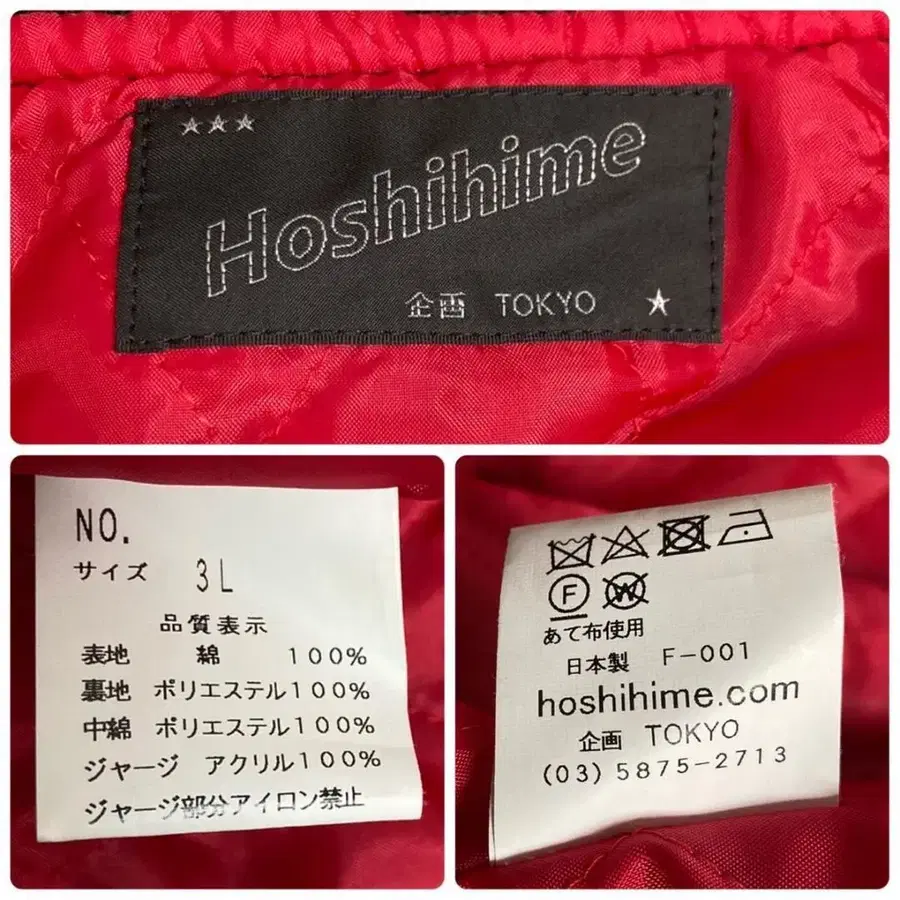 Hoshihime
企画 TOKYO
NO.
サイズ 3L
品質表示
表地 綿 100%
裏地 ポリエステル100%
中綿 ポリエステル100%
ジャージ アクリル100%
ジャージ部分アイロン禁止
F W
あて布使用
日本製 F-001
hoshihime.com
企画 TOKYO
(03)5875-2713